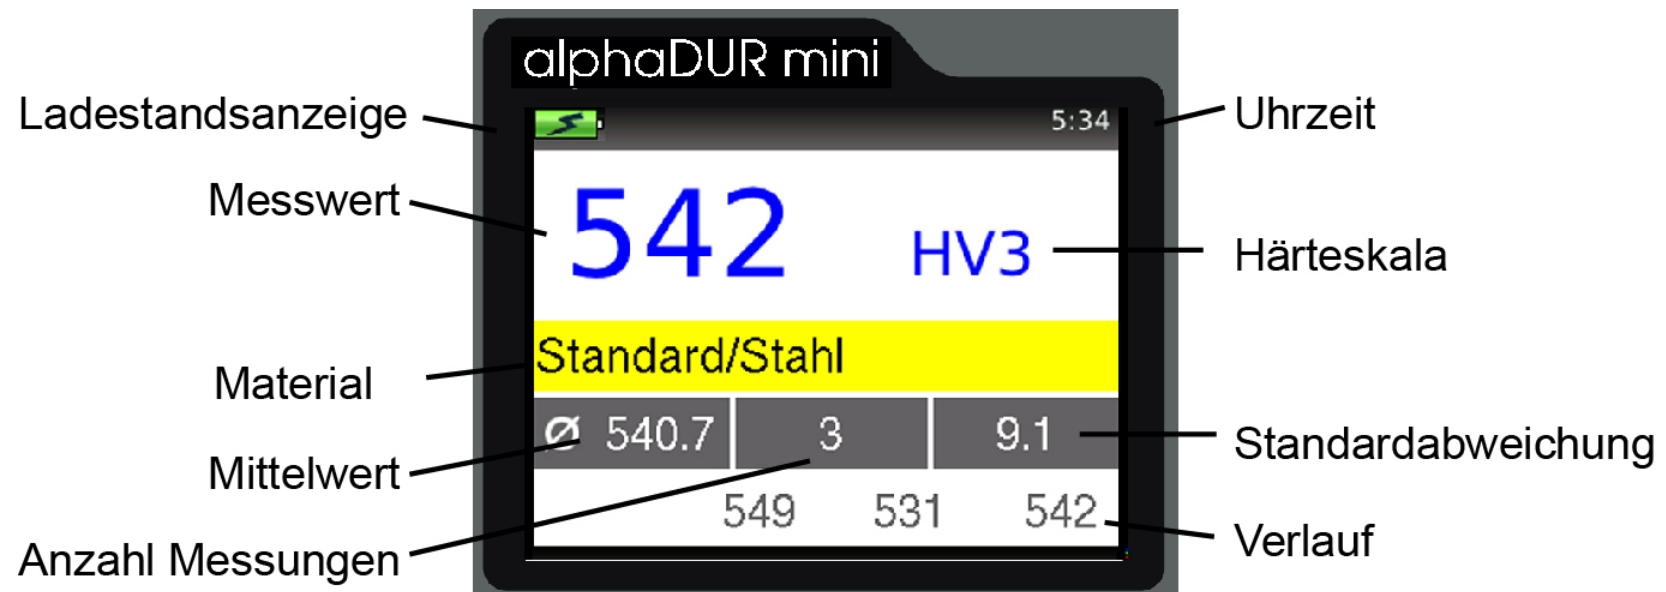 alphaDUR mini
Ladestandsanzeige
5:34
Uhrzeit
Messwert
542 HV3
Härteskala
Material
Standard/Stahl
Mittelwert
Ø 540.7 3 9.1
Standardabweichung
Anzahl Messungen
549 531 542
Verlauf